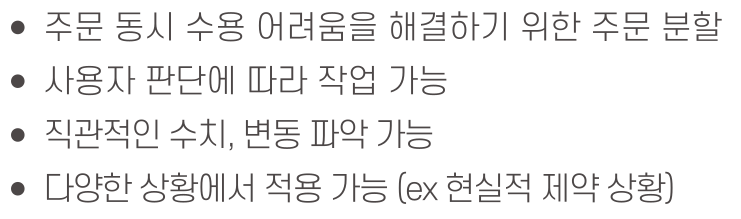 • 주문 동시 수용 어려움을 해결하기 위한 주문 분할
• 사용자 판단에 따라 작업 가능
• 직관적인 수치, 변동 파악 가능
• 다양한 상황에서 적용 가능 (ex 현실적 제약 상황)